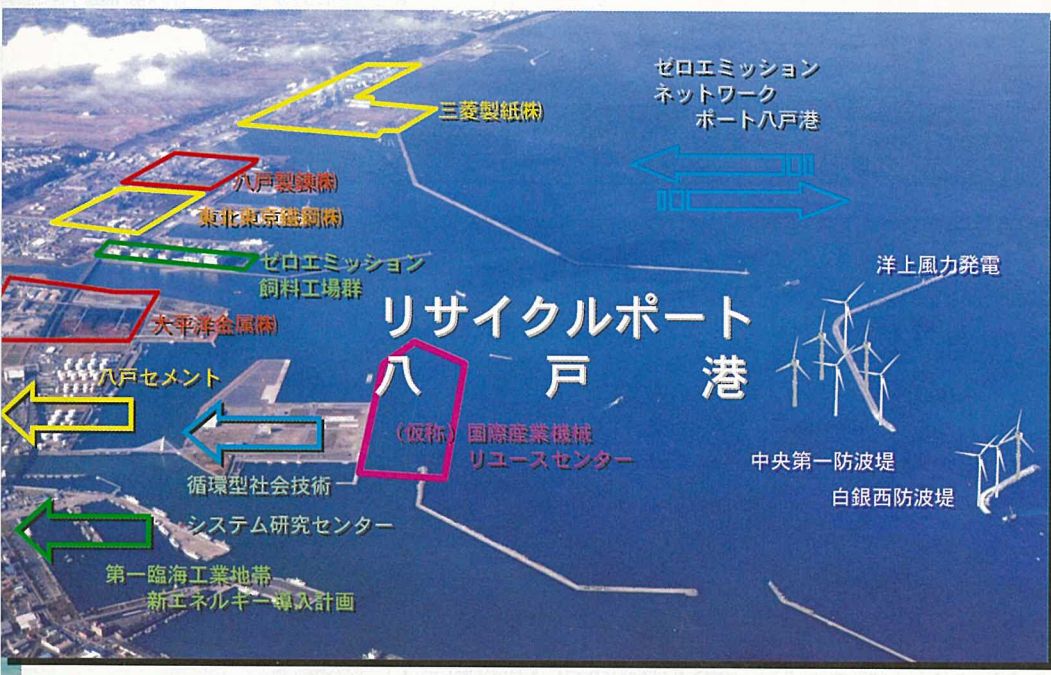 ゼロエミッション
ネットワーク
ポート八戸港
三菱製紙㈱
八戸製錬㈱
東北東京鐵鋼㈱
ゼロエミッション
飼料工場群
洋上風力発電
大平洋金属㈱
リサイクルポート
八戸港
八戸セメント
（仮称）国際産業機械
リユースセンター
中央第一防波堤
白銀西防波堤
循環型社会技術
システム研究センター
第一臨海工業地帯
新エネルギー導入計画